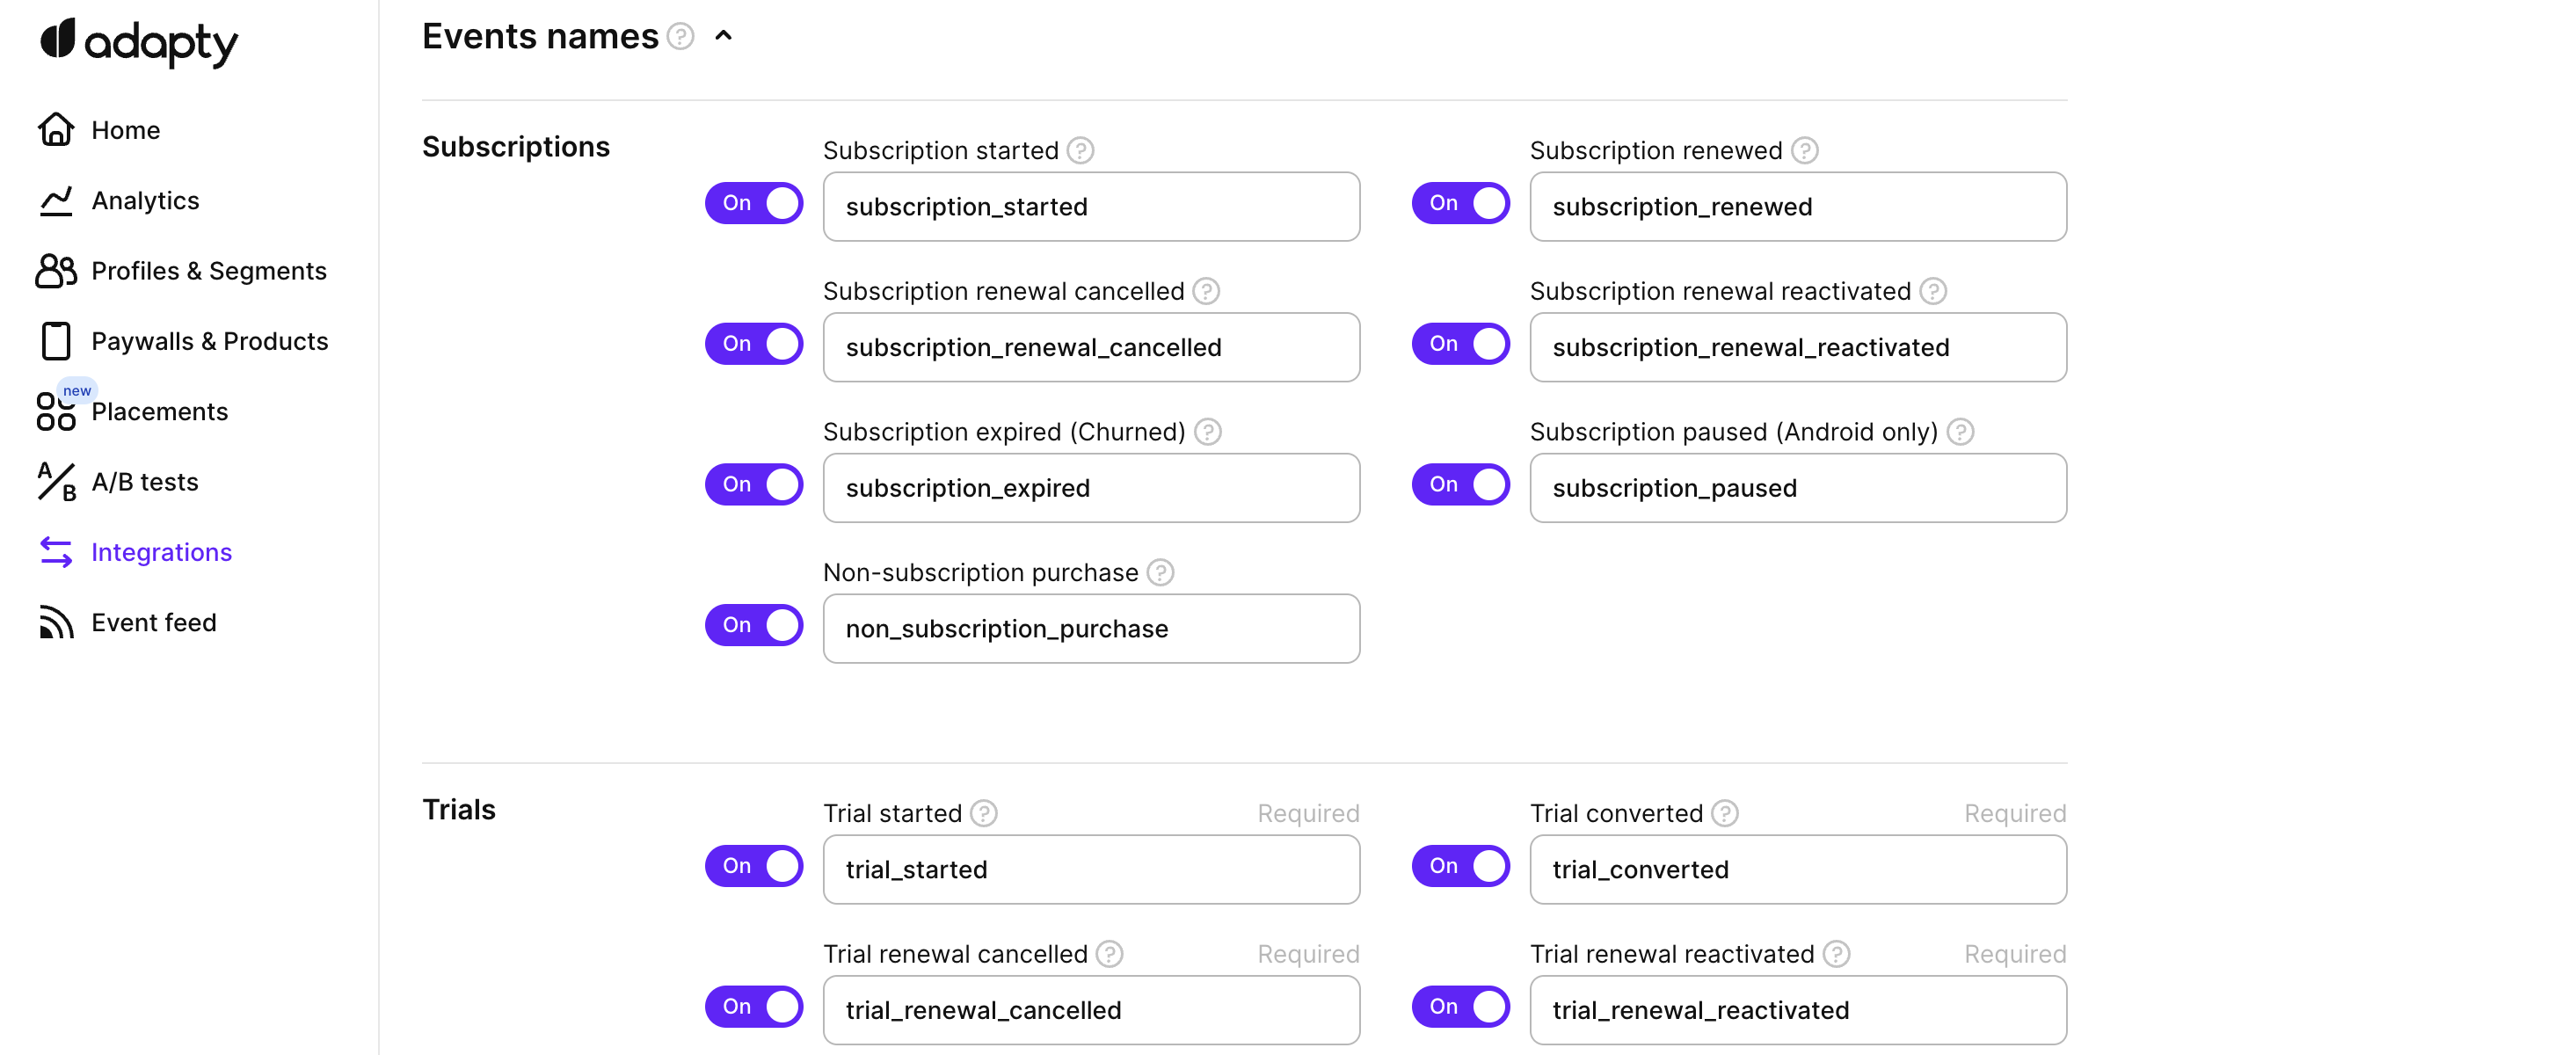 adapty
Home
Analytics
Profiles & Segments
Paywalls & Products
new
Placements
A/B tests
Integrations
Event feed
Events names ?
Subscriptions
Subscription started ?
On subscription_started
Subscription renewed ?
On subscription_renewed
Subscription renewal cancelled ?
On subscription_renewal_cancelled
Subscription renewal reactivated ?
On subscription_renewal_reactivated
Subscription expired (Churned) ?
On subscription_expired
Subscription paused (Android only) ?
On subscription_paused
Non-subscription purchase ?
On non_subscription_purchase
Trials
Trial started ? Required
On trial_started
Trial converted ? Required
On trial_converted
Trial renewal cancelled ? Required
On trial_renewal_cancelled
Trial renewal reactivated ? Required
On trial_renewal_reactivated